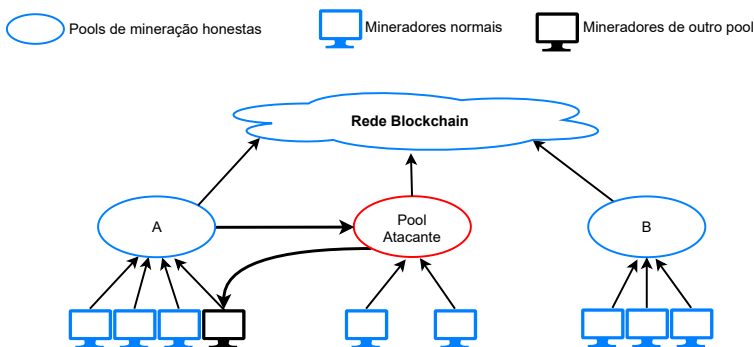 Pools de mineração honestas
Mineradores normais
Mineradores de outro pool
Rede Blockchain
A
Pool
Atacante
B